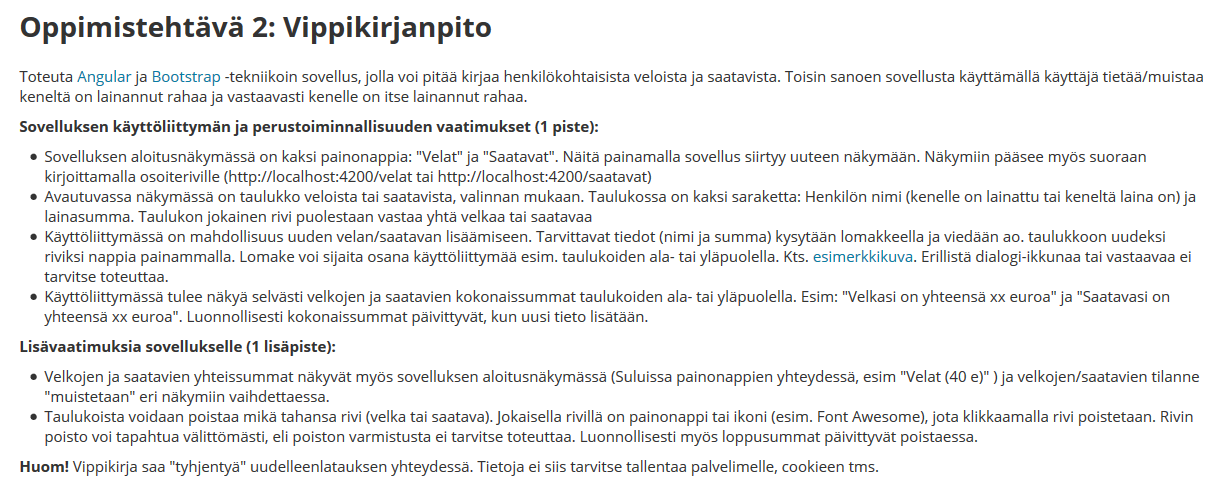 Oppimistehtävä 2: Vippikirjanpito
Toteuta Angular ja Bootstrap -tekniikoin sovellus, jolla voi pitää kirjaa henkilökohtaisista veloista ja saatavista. Toisin sanoen sovellusta käyttämällä käyttäjä tietää/muistaa
keneltä on lainannut rahaa ja vastaavasti kenelle on itse lainannut rahaa.
Sovelluksen käyttöliittymän ja perustoiminnallisuuden vaatimukset (1 piste):
• Sovelluksen aloitusnäkymässä on kaksi painonappia: "Velat" ja "Saatavat". Näitä painamalla sovellus siirtyy uuteen näkymään. Näkymiin pääsee myös suoraan
kirjoittamalla osoiteriville (http://localhost:4200/velat tai http://localhost:4200/saatavat)
• Avautuvassa näkymässä on taulukko veloista tai saatavista, valinnan mukaan. Taulukossa on kaksi saraketta: Henkilön nimi (kenelle on lainattu tai keneltä laina on) ja
lainasumma. Taulukon jokainen rivi puolestaan vastaa yhtä velkaa tai saatavaa
• Käyttöliittymässä on mahdollisuus uuden velan/saatavan lisäämiseen. Tarvittavat tiedot (nimi ja summa) kysytään lomakkeella ja viedään ao. taulukkoon uudeksi
riviksi nappia painammalla. Lomake voi sijaita osana käyttöliittymää esim. taulukoiden ala- tai yläpuolella. Kts. esimerkkikuva. Erillistä dialogi-ikkunaa tai vastaavaa ei
tarvitse toteuttaa.
• Käyttöliittymässä tulee näkyä selvästi velkojen ja saatavien kokonaissummat taulukoiden ala- tai yläpuolella. Esim: "Velkasi on yhteensä xx euroa" ja "Saatavasi on
yhteensä xx euroa". Luonnollisesti kokonaissummat päivittyvät, kun uusi tieto lisätään.
Lisävaatimuksia sovellukselle (1 lisäpiste):
• Velkojen ja saatavien yhteissummat näkyvät myös sovelluksen aloitusnäkymässä (Suluissa painonappien yhteydessä, esim "Velat (40 e)" ) ja velkojen/saatavien tilanne
"muistetaan" eri näkymiin vaihdettaessa.
• Taulukoista voidaan poistaa mikä tahansa rivi (velka tai saatava). Jokaisella rivillä on painonappi tai ikoni (esim. Font Awesome), jota klikkaamalla rivi poistetaan. Rivin
poisto voi tapahtua välittömästi, eli poiston varmistusta ei tarvitse toteuttaa. Luonnollisesti myös loppusummat päivittyvät poistaessa.
Huom! Vippikirja saa "tyhjentyä" uudelleenlatauksen yhteydessä. Tietoja ei siis tarvitse tallentaa palvelimelle, cookieen tms.